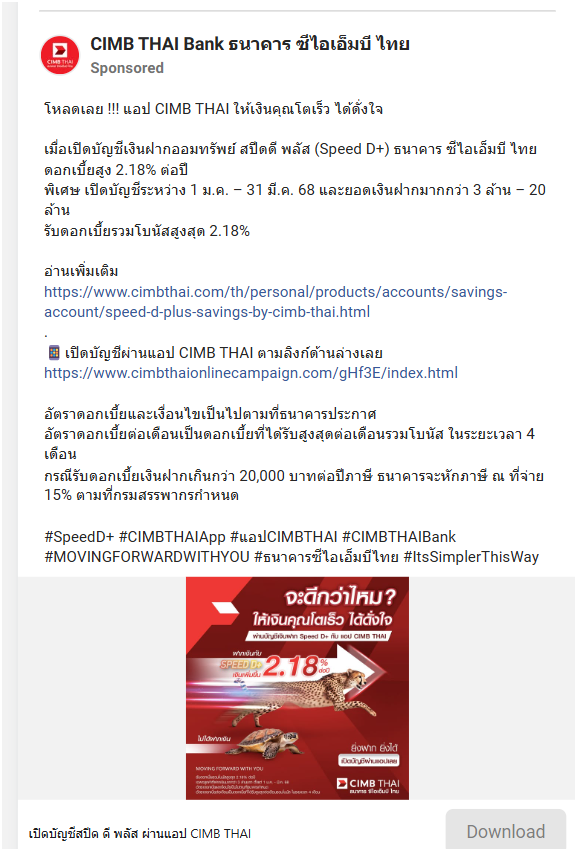 CIMB THAI Bank ธนาคาร ซีไอเอ็มบี ไทย
CIMB THAI
Sponsored
โหลดเลย !!! แอป CIMB THAI ให้เงินคุณโตเร็ว ได้ดั่งใจ
เมื่อเปิดบัญชีเงินฝากออมทรัพย์ สปีดดี พลัส (Speed D+) ธนาคาร ซีไอเอ็มบี ไทย
ดอกเบี้ยสูง 2.18% ต่อปี
พิเศษ เปิดบัญชีระหว่าง 1 ม.ค. – 31 มี.ค. 68 และยอดเงินฝากมากกว่า 3 ล้าน – 20
ล้าน
รับดอกเบี้ยรวมโบนัสสูงสุด 2.18%
อ่านเพิ่มเติม
https://www.cimbthai.com/th/personal/products/accounts/savings-
account/speed-d-plus-savings-by-cimb-thai.html
.
เปิดบัญชีผ่านแอป CIMB THAI ตามลิงก์ด้านล่างเลย
https://www.cimbthaionlinecampaign.com/gHf3E/index.html
อัตราดอกเบี้ยและเงื่อนไขเป็นไปตามที่ธนาคารประกาศ
อัตราดอกเบี้ยต่อเดือนเป็นดอกเบี้ยที่ได้รับสูงสุดต่อเดือนรวมโบนัส ในระยะเวลา 4
เดือน
กรณีรับดอกเบี้ยเงินฝากเกินกว่า 20,000 บาทต่อปีภาษี ธนาคารจะหักภาษี ณ ที่จ่าย
15% ตามที่กรมสรรพากรกำหนด
#SpeedD+ #CIMBTHAIApp #แอปCIMBTHAI #CIMBTHAIBank
#MOVINGFORWARDWITHYOU #ธนาคารซีไอเอ็มบีไทย #ItsSimplerThisWay
จะดีกว่าไหม?
ให้เงินคุณโตเร็ว ได้ดั่งใจ
ผ่านบัญชีเงินฝาก Speed D+ กับ แอป CIMB THAI
ฝากเงินกับ
SPEED D+
เงินเพิ่มขึ้น
2.18% ต่อปี
ไม่ได้ฝากเงิน
ยิ่งฝาก ยิ่งได้
เปิดบัญชีผ่านแอปเลย
MOVING FORWARD WITH YOU
CIMB THAI
ธนาคาร ซีไอเอ็มบี ไทย
เปิดบัญชีสปีด ดี พลัส ผ่านแอป CIMB THAI
Download